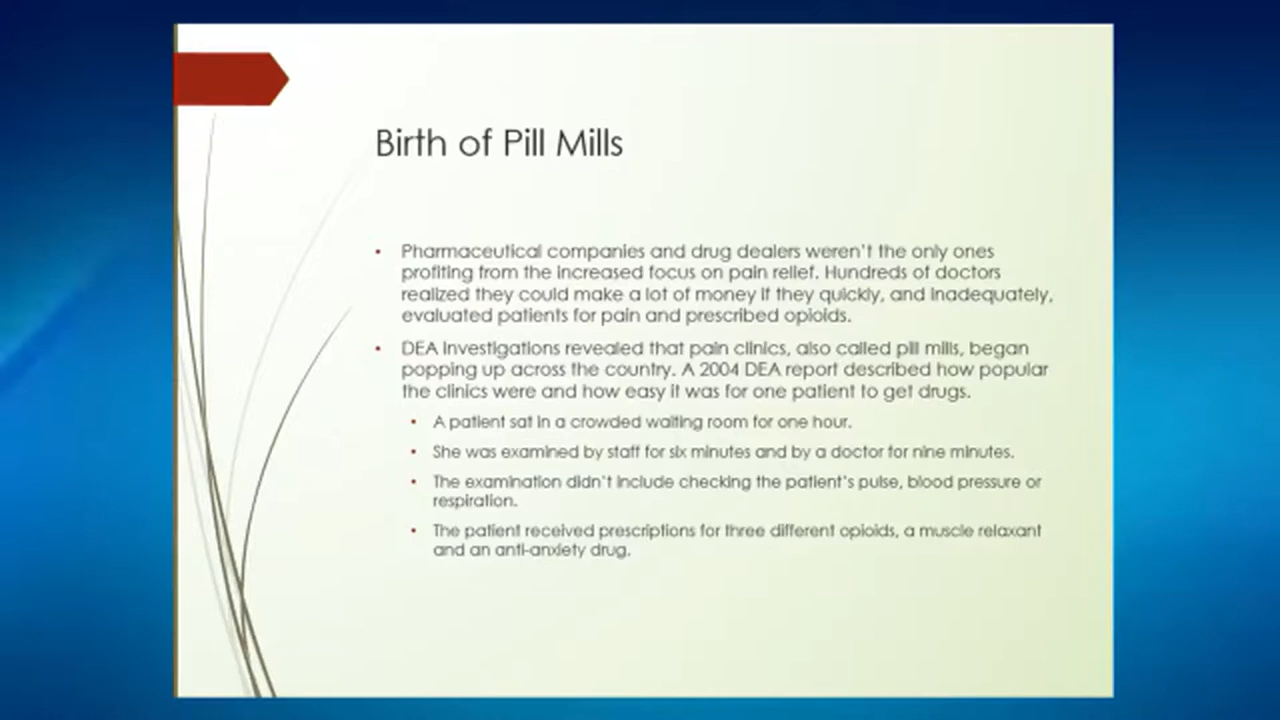 Birth of Pill Mills
• Pharmaceutical companies and drug dealers weren't the only ones
profiting from the increased focus on pain relief. Hundreds of doctors
realized they could make a lot of money if they quickly, and inadequately,
evaluated patients for pain and prescribed opioids.
• DEA investigations revealed that pain clinics, also called pill mills, began
popping up across the country. A 2004 DEA report described how popular
the clinics were and how easy it was for one patient to get drugs.
• A patient sat in a crowded waiting room for one hour.
• She was examined by staff for six minutes and by a doctor for nine minutes.
• The examination didn't include checking the patient's pulse, blood pressure or
respiration.
• The patient received prescriptions for three different opioids, a muscle relaxant
and an anti-anxiety drug.